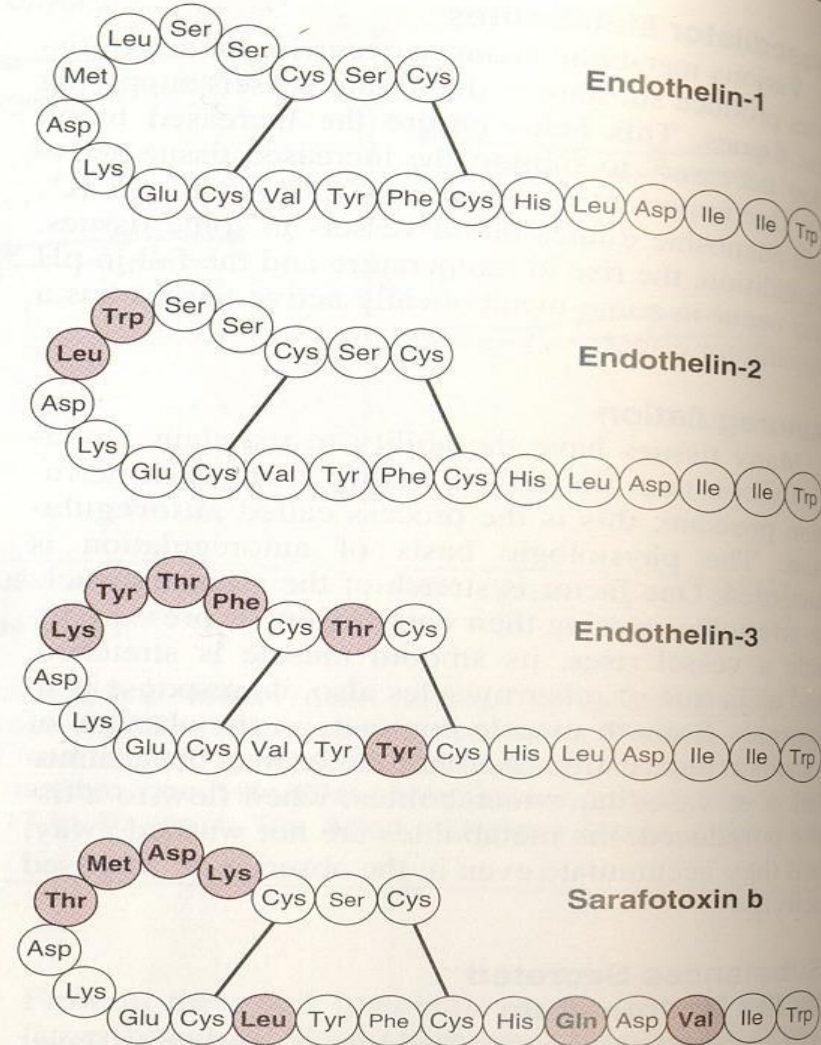 Leu Ser Ser Cys Ser Cys
Met
Asp
Lys
Glu Cys Val Tyr Phe Cys His Leu Asp Ile Ile Trp
Endothelin-1
Trp Ser Ser Cys Ser Cys
Leu
Asp
Lys
Glu Cys Val Tyr Phe Cys His Leu Asp Ile Ile Trp
Endothelin-2
Tyr Thr Phe Cys Thr Cys
Lys
Asp
Lys
Glu Cys Val Tyr Tyr Cys His Leu Asp Ile Ile Trp
Endothelin-3
Met Asp Lys Cys Ser Cys
Thr
Asp
Lys
Glu Cys Leu Tyr Phe Cys His Gln Asp Val Ile Trp
Sarafotoxin b